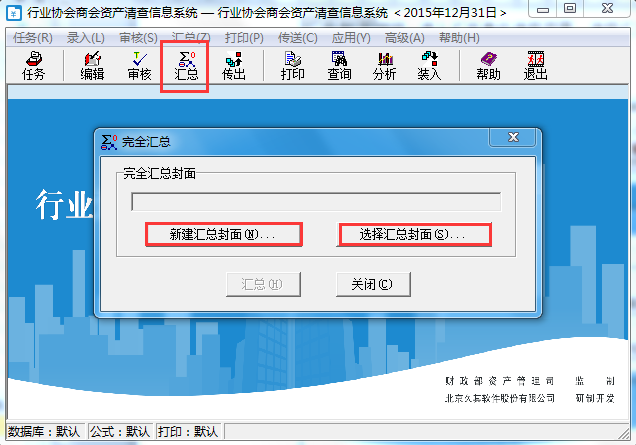 行业协会商会资产清查信息系统 — 行业协会商会资产清查信息系统 ＜2015年12月31日＞
任务(R) 录入(L) 审核(S) 汇总(Z) 打印(P) 传送(C) 应用(Y) 高级(A) 帮助(H)
任务 编辑 审核 汇总 传出 打印 查询 分析 装入 帮助 退出
完全汇总
完全汇总封面
行业
新建汇总封面(N)... 选择汇总封面(S)...
汇总(H) 关闭(C)
财政部资产管理司 监 制
北京久其软件股份有限公司 研制开发
数据库: 默认 公式: 默认 打印: 默认